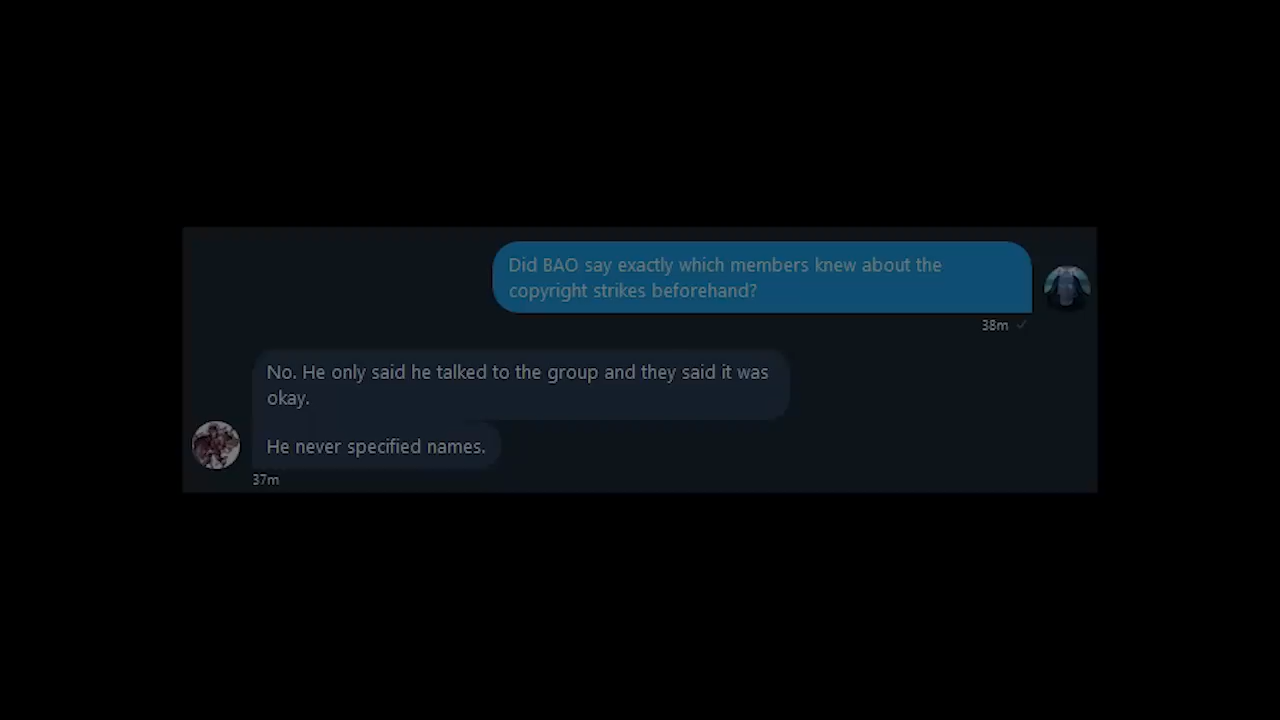 Did BAO say exactly which members knew about the
copyright strikes beforehand?
38m ✓
No. He only said he talked to the group and they said it was
okay.
He never specified names.
37m